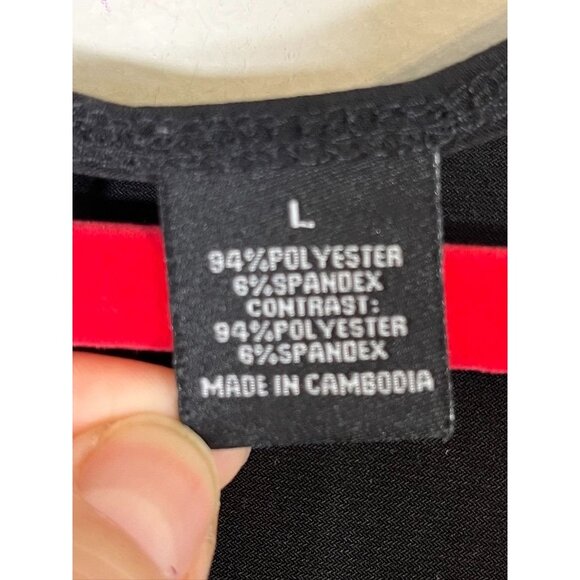 L
94%POLYESTER
6%SPANDEX
CONTRAST:
94%POLYESTER
6%SPANDEX
MADE IN CAMBODIA